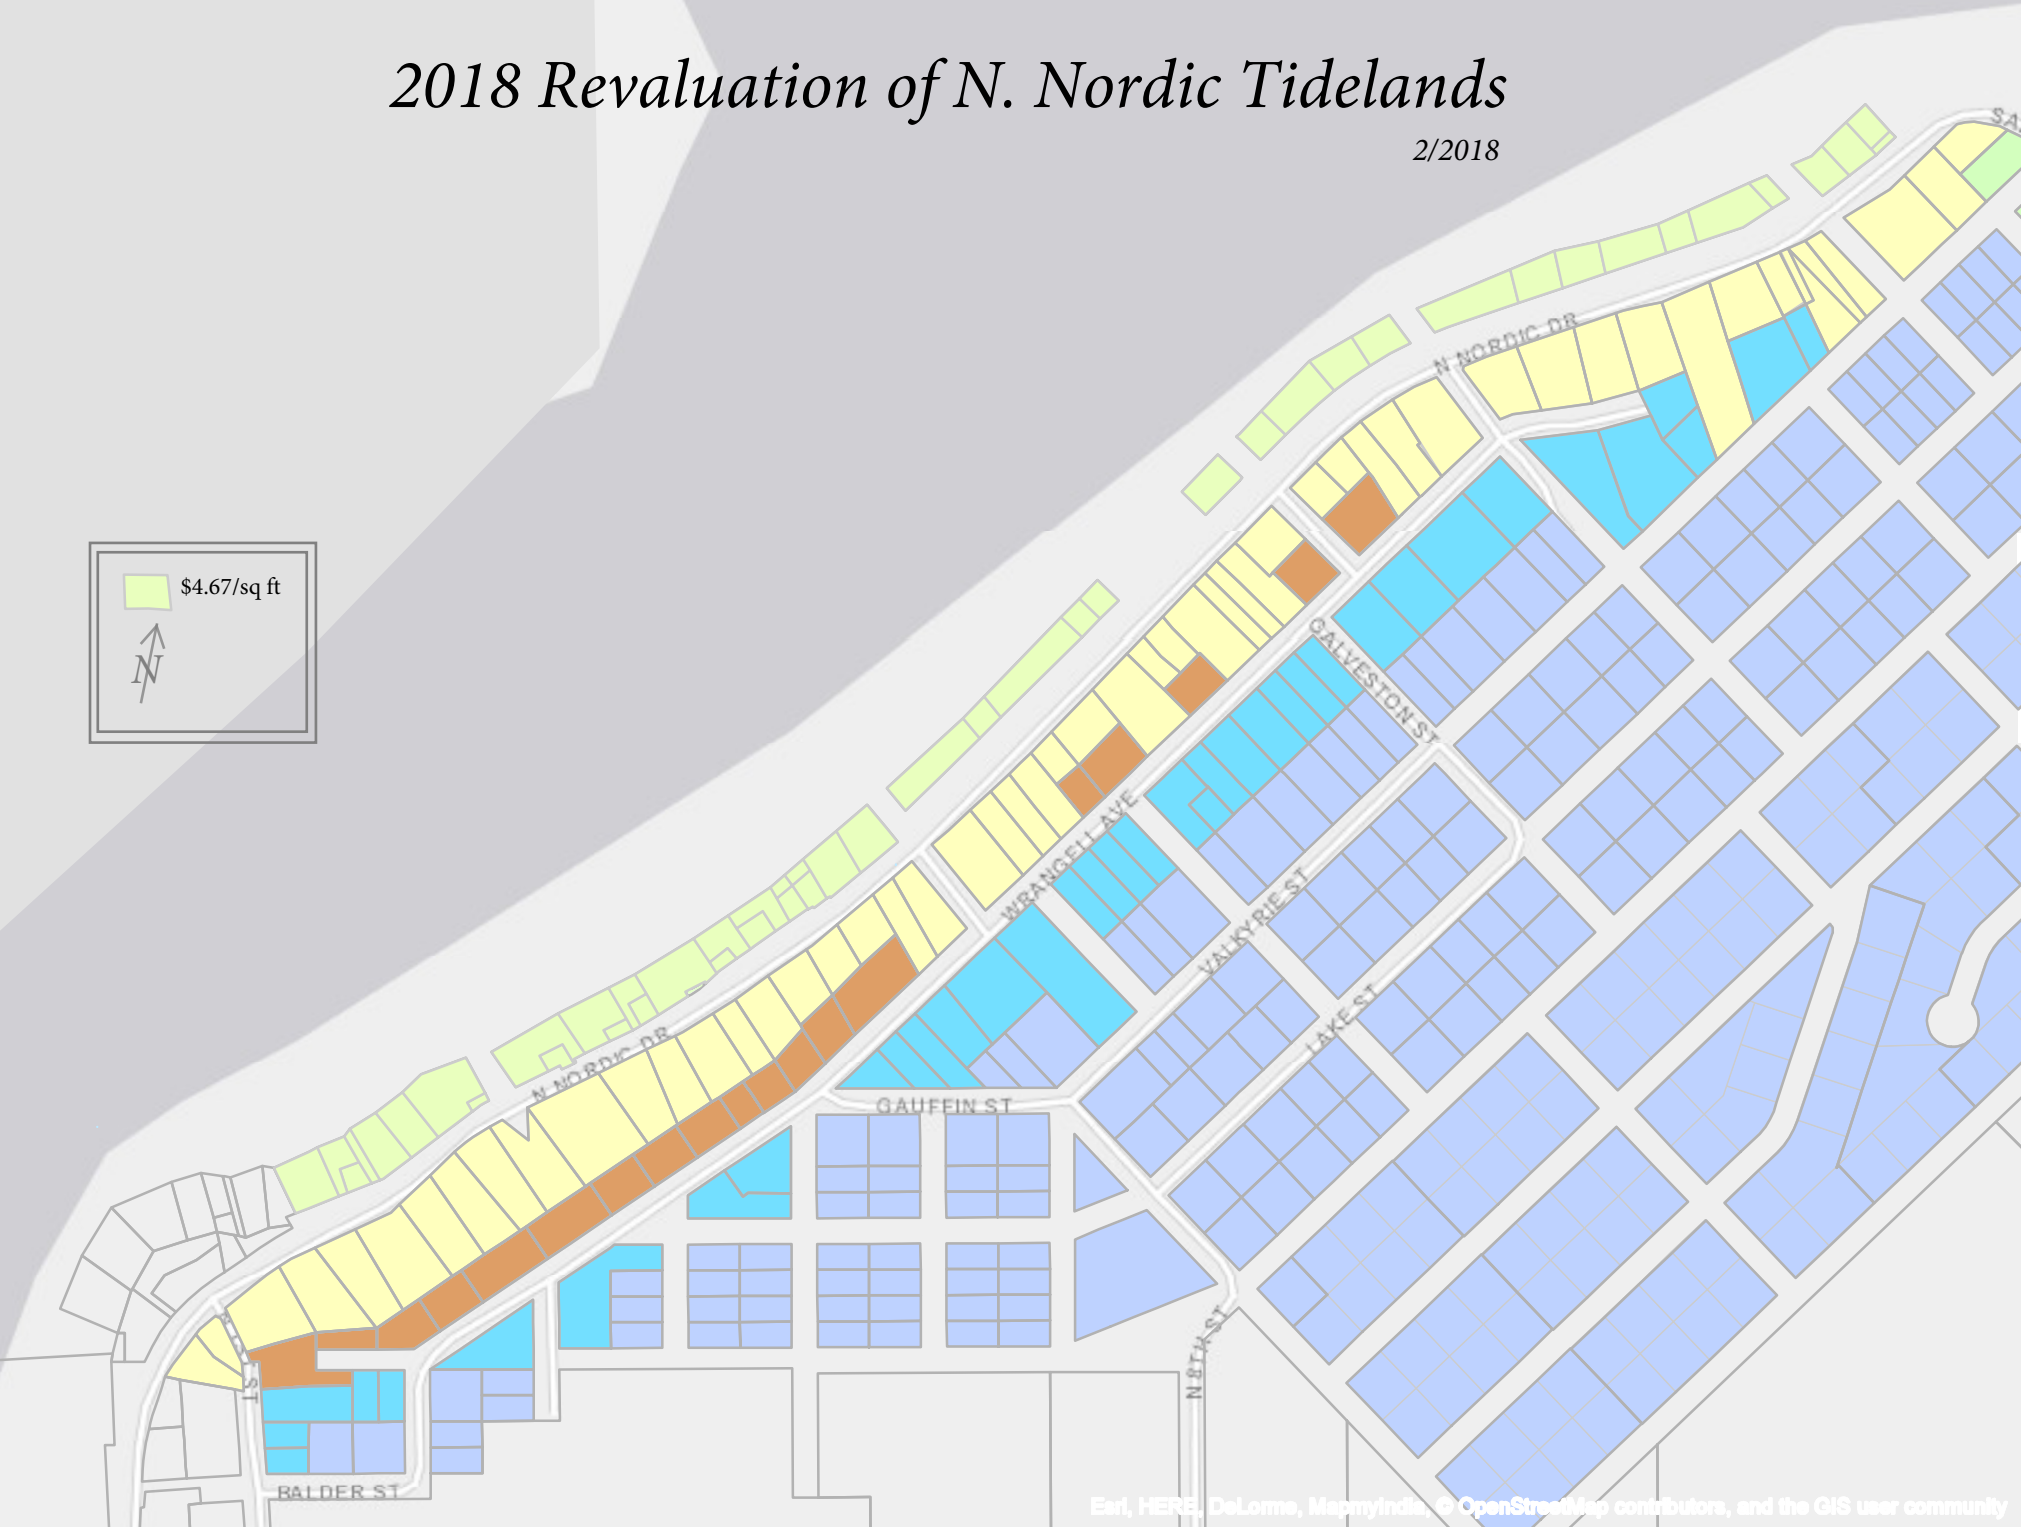 2018 Revaluation of N. Nordic Tidelands
2/2018
SA
N NORDIC DR
$4.67/sq ft
N
GALVESTON ST
WRANGELL AVE
VALKYRIE ST
LAKE ST
N NORDIC DR
GAUFFIN ST
N 8TH ST
ST
BALDER ST
Esri, HERE, DeLorme, MapmyIndia, © OpenStreetMap contributors, and the GIS user community